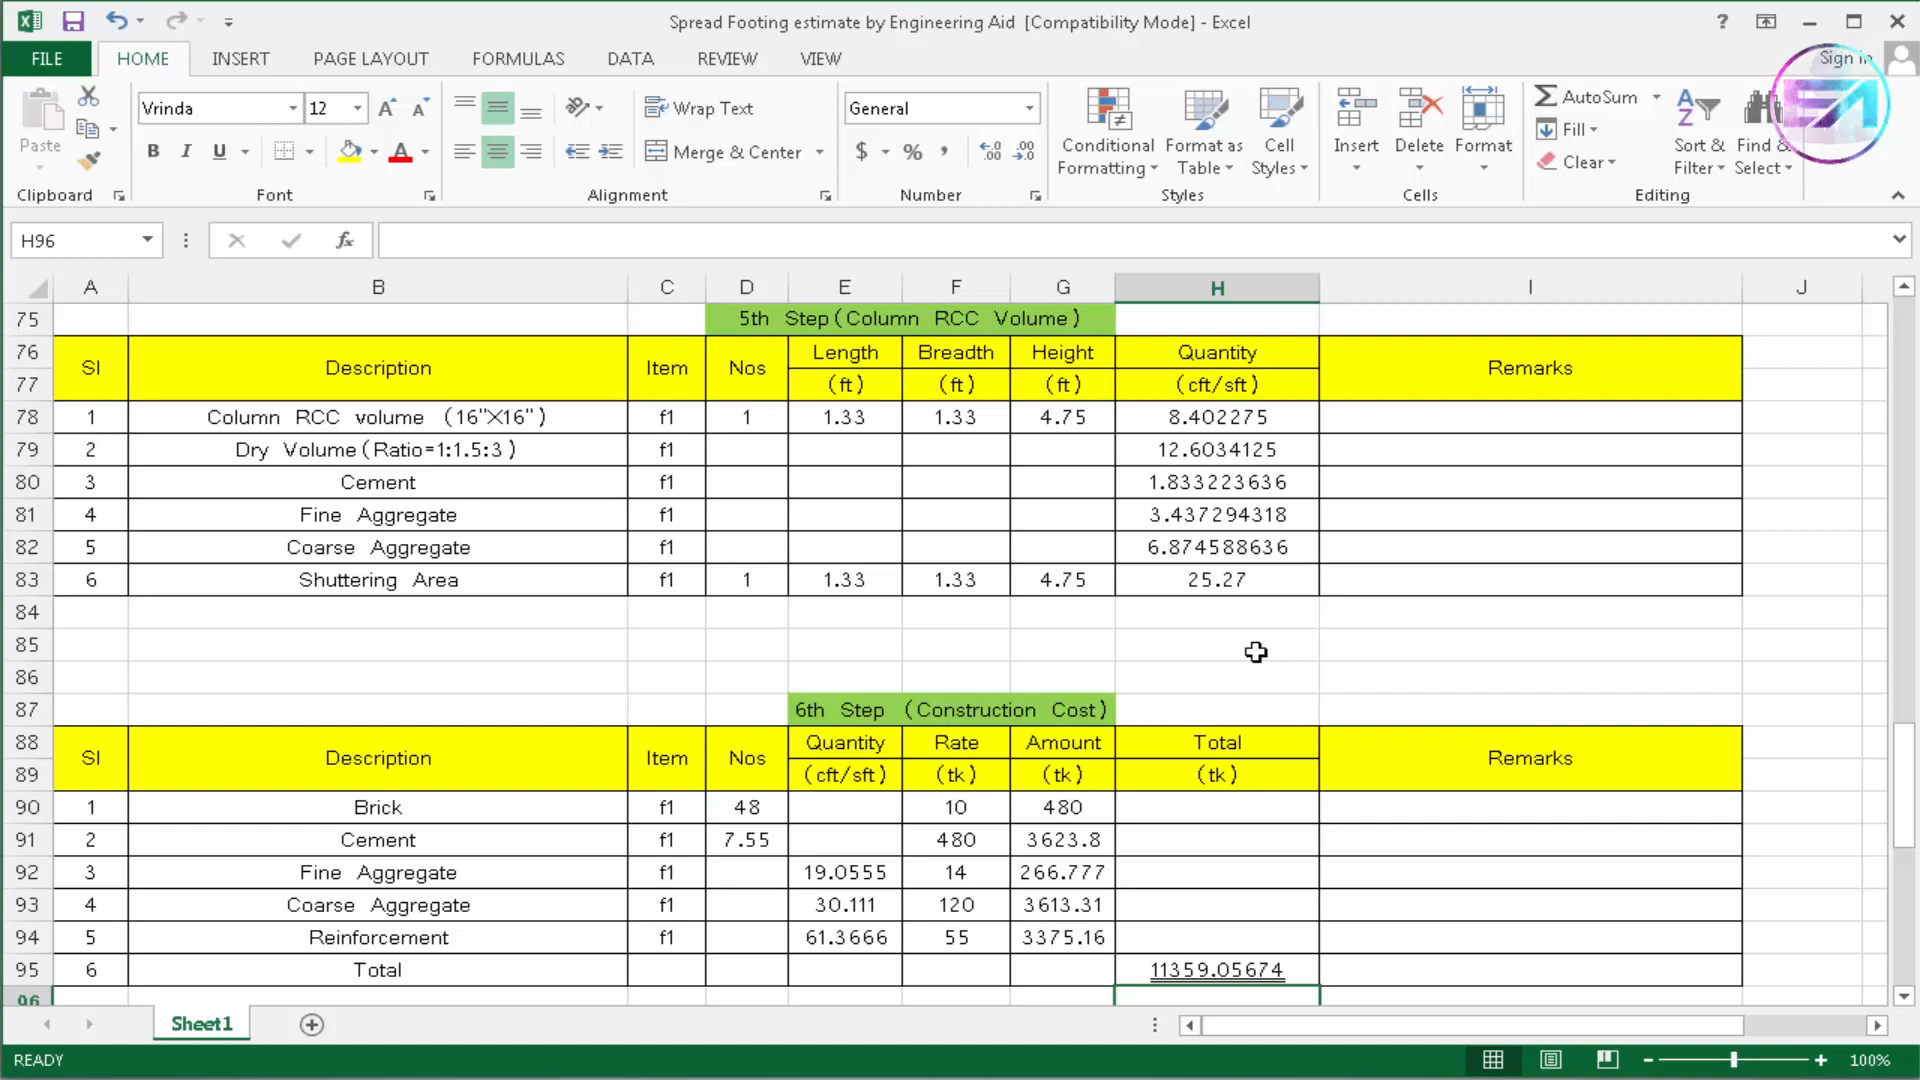 Spread Footing estimate by Engineering Aid [Compatibility Mode] - Excel
?
FILE HOME INSERT PAGE LAYOUT FORMULAS DATA REVIEW VIEW Sign in
Paste Vrinda 12 Wrap Text General Conditional Formatting Format as Table Cell Styles Insert Delete Format AutoSum Sort & Filter Find & Select
B I U Merge & Center $ % , Fill
Clear
Clipboard Font Alignment Number Styles Cells Editing
H96 fx
A B C D E F G H I J
75 5th Step(Column RCC Volume)
76 Sl Description Item Nos Length Breadth Height Quantity Remarks
77 (ft) (ft) (ft) (cft/sft)
78 1 Column RCC volume (16"X16") f1 1 1.33 1.33 4.75 8.402275
79 2 Dry Volume(Ratio=1:1.5:3) f1 12.6034125
80 3 Cement f1 1.833223636
81 4 Fine Aggregate f1 3.437294318
82 5 Coarse Aggregate f1 6.874588636
83 6 Shuttering Area f1 1 1.33 1.33 4.75 25.27
84
85
86
87 6th Step (Construction Cost)
88 Sl Description Item Nos Quantity Rate Amount Total Remarks
89 (cft/sft) (tk) (tk) (tk)
90 1 Brick f1 48 10 480
91 2 Cement f1 7.55 480 3623.8
92 3 Fine Aggregate f1 19.0555 14 266.777
93 4 Coarse Aggregate f1 30.111 120 3613.31
94 5 Reinforcement f1 61.3666 55 3375.16
95 6 Total 11359.05674
96
Sheet1
READY 100%